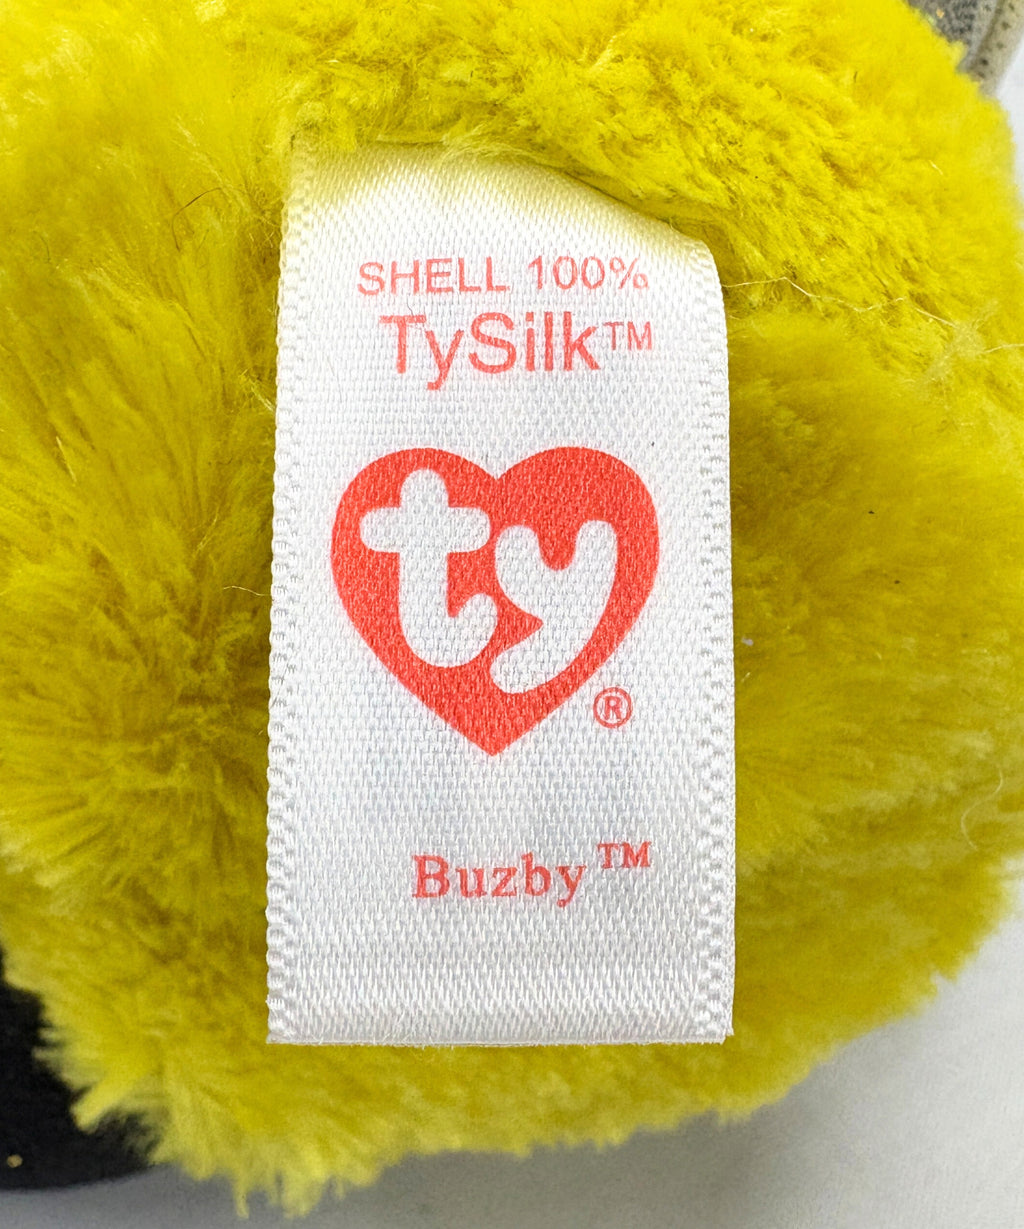 SHELL 100%
TySilk™
ty
®
Buzby™